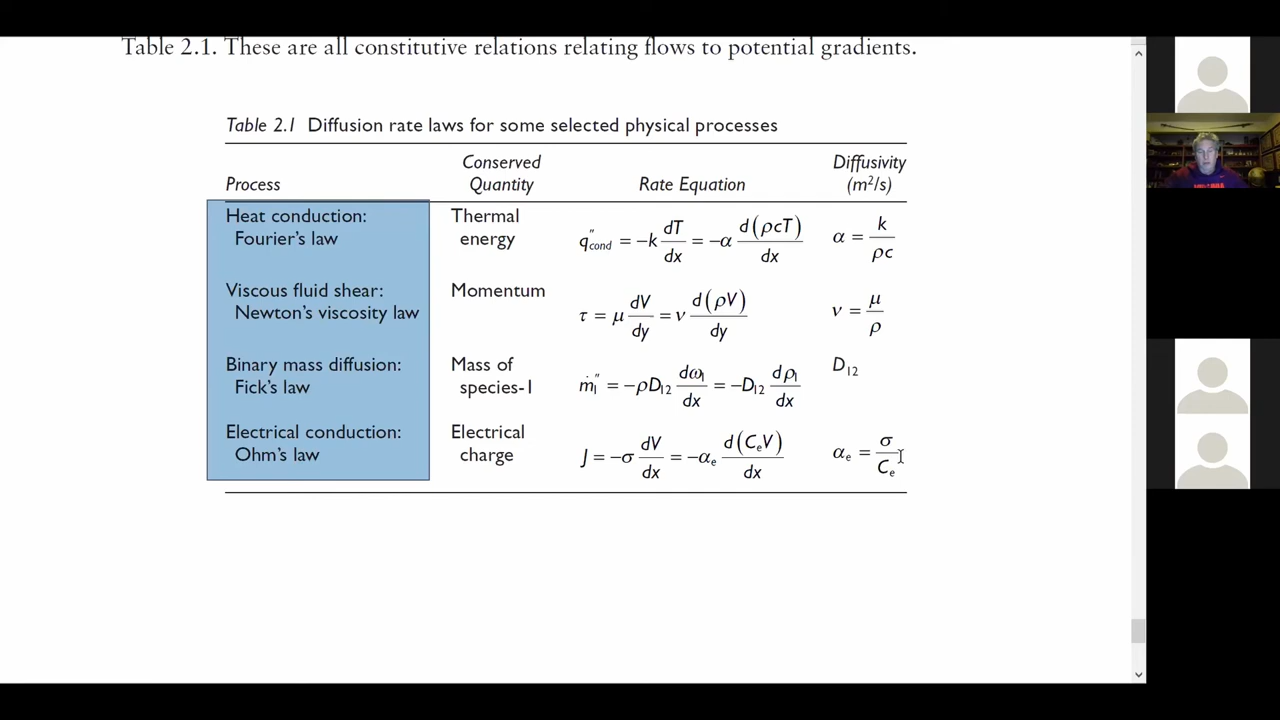 Table 2.1. These are all constitutive relations relating flows to potential gradients.
Table 2.1 Diffusion rate laws for some selected physical processes
Process | Conserved Quantity | Rate Equation | Diffusivity (m²/s)
Heat conduction: Fourier's law | Thermal energy | q″_cond = −k dT/dx = −α d(ρcT)/dx | α = k/ρc
Viscous fluid shear: Newton's viscosity law | Momentum | τ = μ dV/dy = ν d(ρV)/dy | ν = μ/ρ
Binary mass diffusion: Fick's law | Mass of species-1 | ṁ″₁ = −ρD₁₂ dω₁/dx = −D₁₂ dρ₁/dx | D₁₂
Electrical conduction: Ohm's law | Electrical charge | J = −σ dV/dx = −αₑ d(CₑV)/dx | αₑ = σ/Cₑ